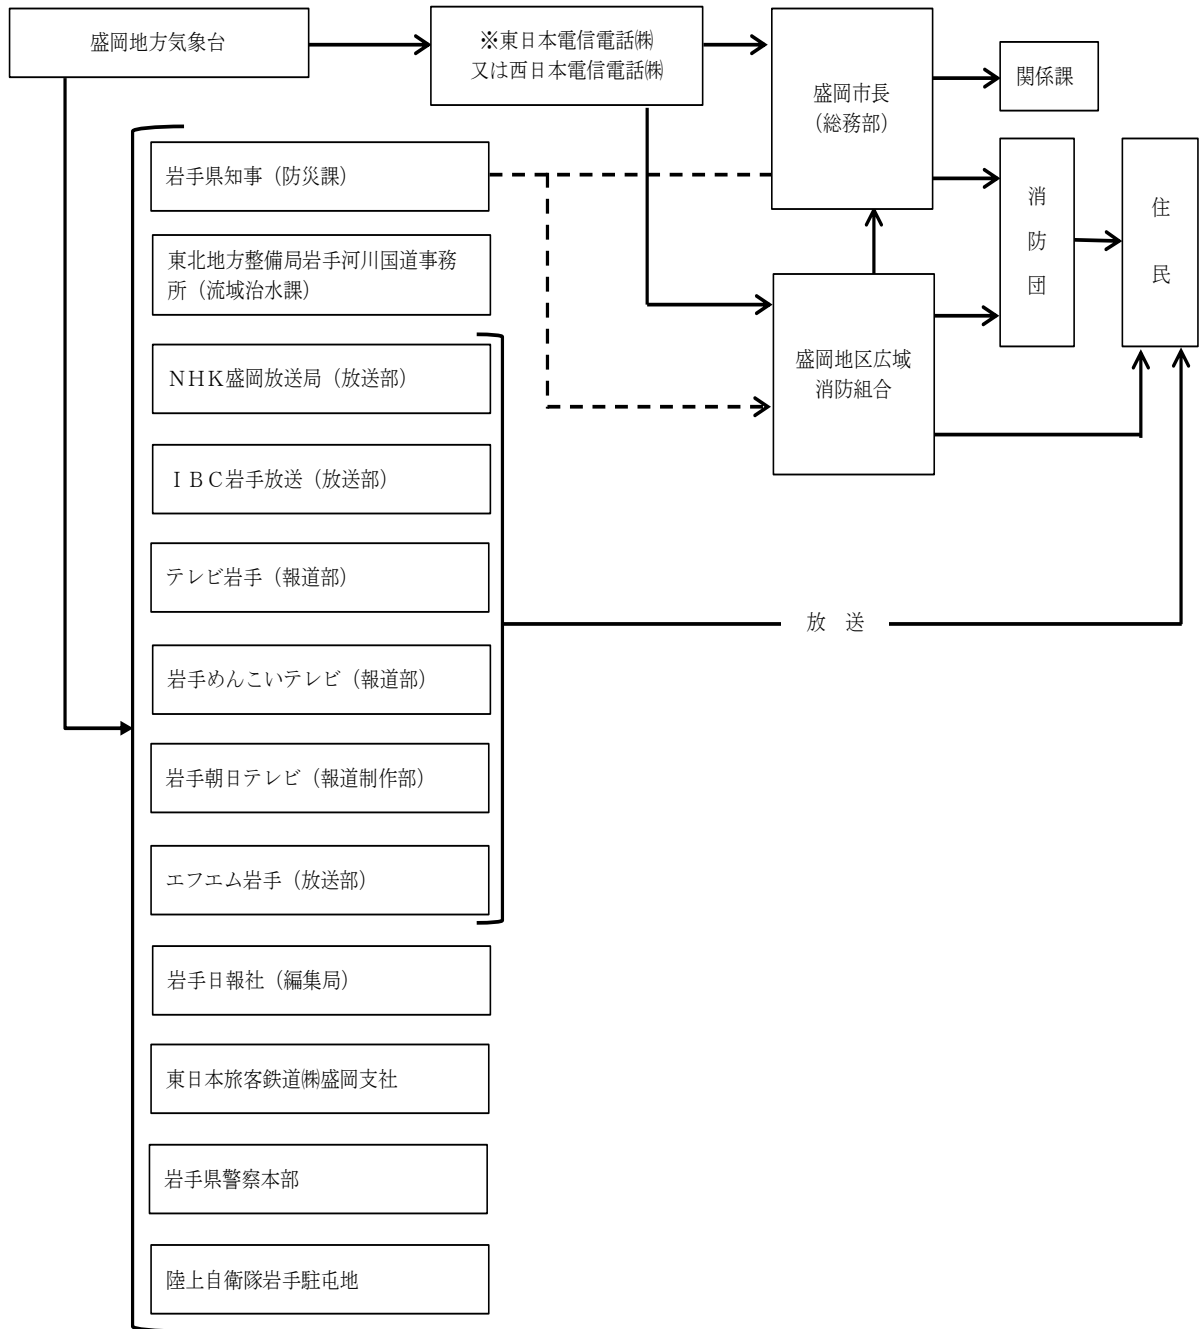 盛岡地方気象台
※東日本電信電話㈱
又は西日本電信電話㈱
盛岡市長
（総務部）
関係課
岩手県知事（防災課）
消防団
住民
東北地方整備局岩手河川国道事務
所（流域治水課）
盛岡地区広域
消防組合
ＮＨＫ盛岡放送局（放送部）
ＩＢＣ岩手放送（放送部）
テレビ岩手（報道部）
放　送
岩手めんこいテレビ（報道部）
岩手朝日テレビ（報道制作部）
エフエム岩手（放送部）
岩手日報社（編集局）
東日本旅客鉄道㈱盛岡支社
岩手県警察本部
陸上自衛隊岩手駐屯地